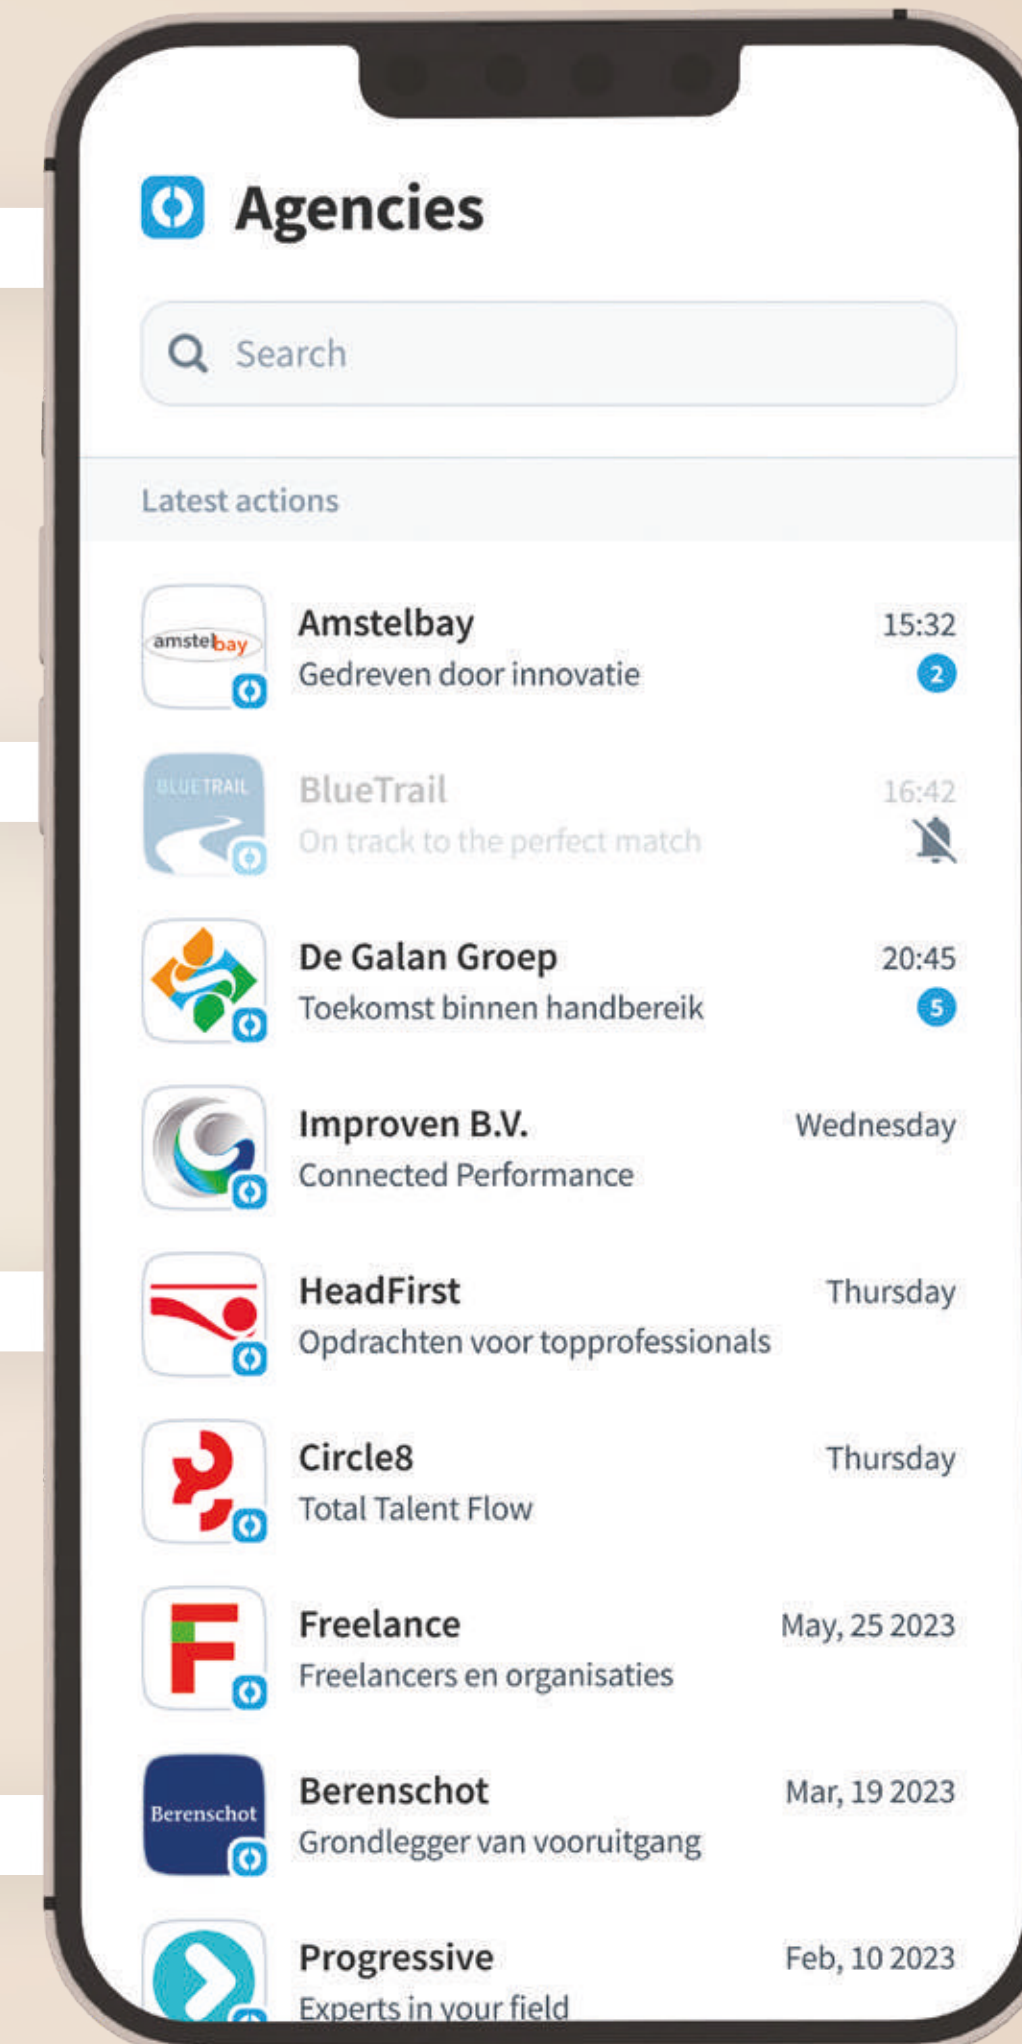 Agencies
Search
Latest actions
amstelbay
Amstelbay
15:32
Gedreven door innovatie
2
BLUETRAIL
BlueTrail
16:42
On track to the perfect match
De Galan Groep
20:45
Toekomst binnen handbereik
5
Improven B.V.
Wednesday
Connected Performance
HeadFirst
Thursday
Opdrachten voor topprofessionals
Circle8
Thursday
Total Talent Flow
F
Freelance
May, 25 2023
Freelancers en organisaties
Berenschot
Berenschot
Mar, 19 2023
Grondlegger van vooruitgang
Progressive
Feb, 10 2023
Experts in your field